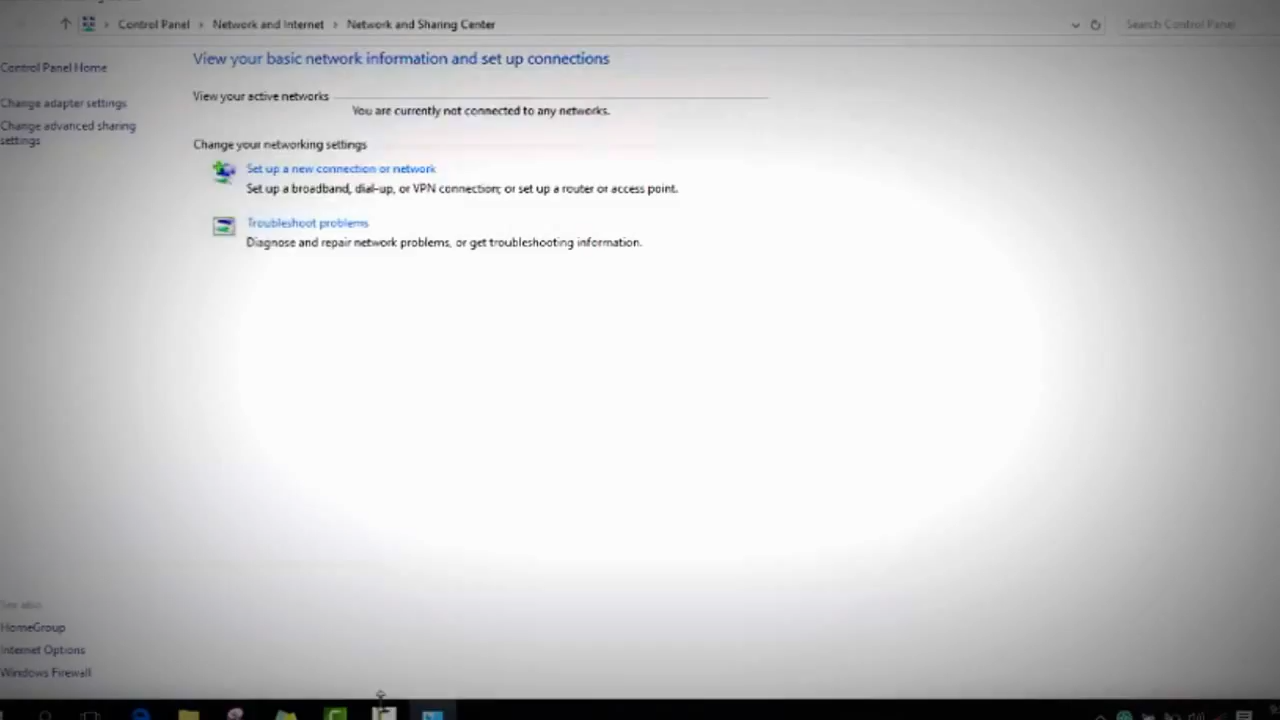 Control Panel › Network and Internet › Network and Sharing Center
Search Control Panel
Control Panel Home
Change adapter settings
Change advanced sharing
settings
View your basic network information and set up connections
View your active networks
You are currently not connected to any networks.
Change your networking settings
Set up a new connection or network
Set up a broadband, dial-up, or VPN connection; or set up a router or access point.
Troubleshoot problems
Diagnose and repair network problems, or get troubleshooting information.
See also
HomeGroup
Internet Options
Windows Firewall